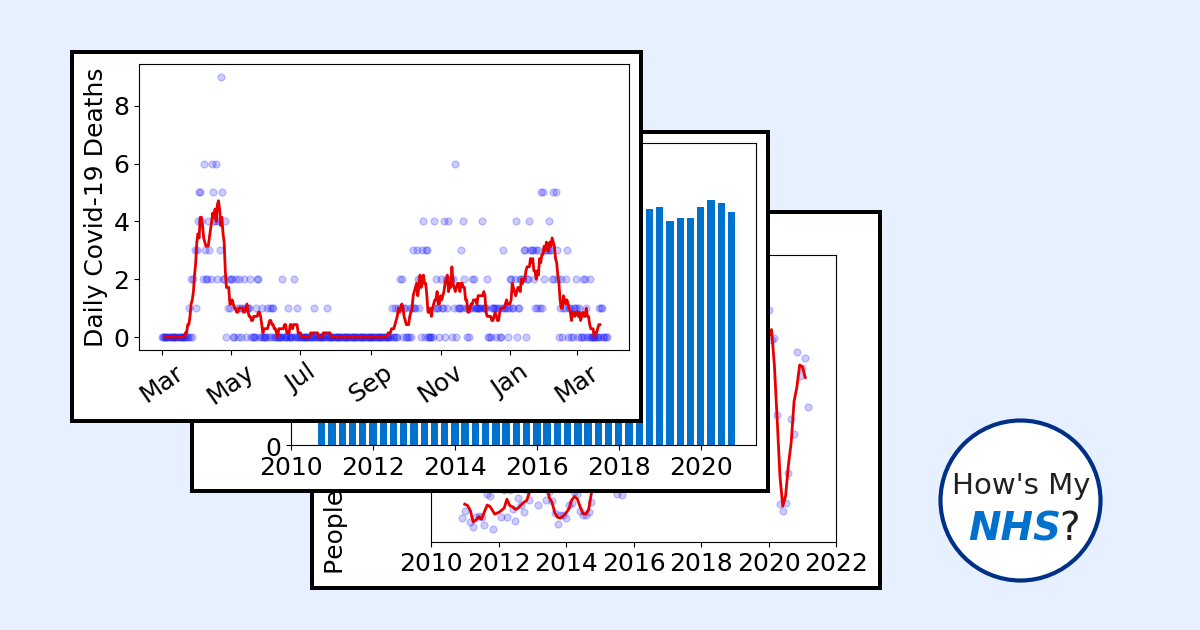 Daily Covid-19 Deaths
8
6
4
2
0
Mar May Jul Sep Nov Jan Mar
0
2010 2012 2014 2016 2018 2020
People
2010 2012 2014 2016 2018 2020 2022
How's My
NHS?